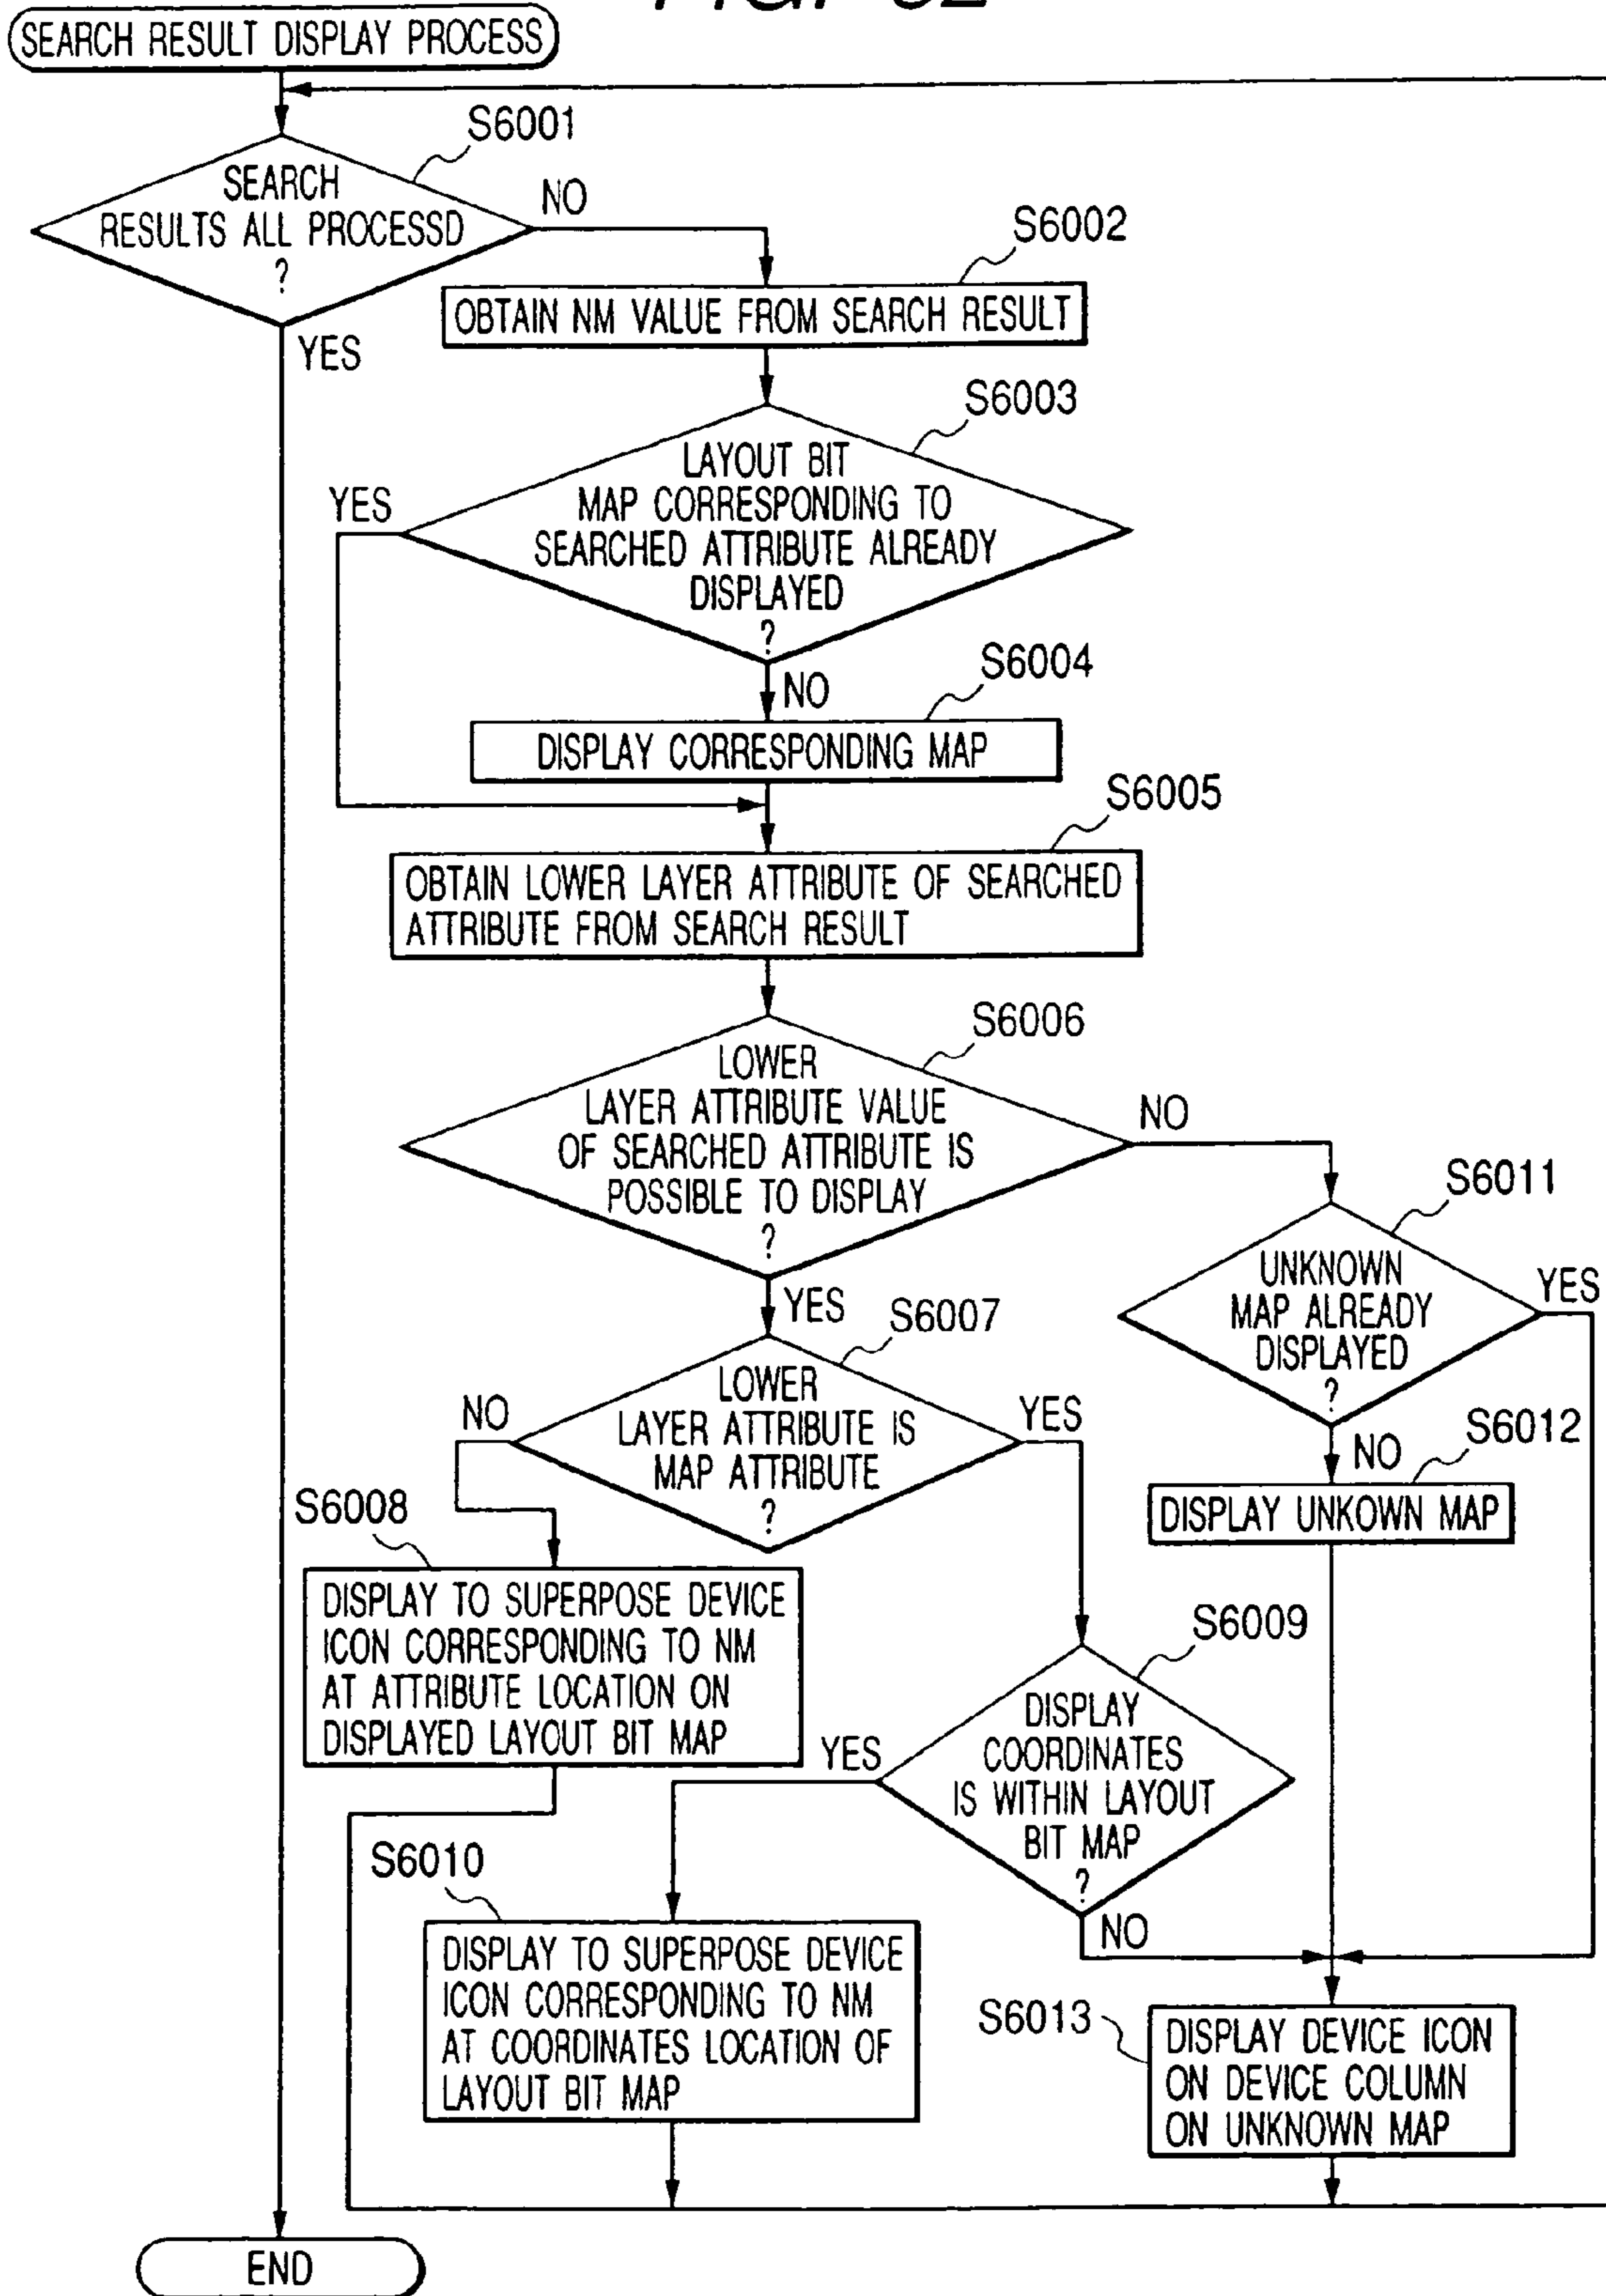 SEARCH RESULT DISPLAY PROCESS
S6001
SEARCH
RESULTS ALL PROCESSD
?
NO
YES
S6002
OBTAIN NM VALUE FROM SEARCH RESULT
S6003
LAYOUT BIT
MAP CORRESPONDING TO
SEARCHED ATTRIBUTE ALREADY
DISPLAYED
?
YES
NO
S6004
DISPLAY CORRESPONDING MAP
S6005
OBTAIN LOWER LAYER ATTRIBUTE OF SEARCHED
ATTRIBUTE FROM SEARCH RESULT
S6006
LOWER
LAYER ATTRIBUTE VALUE
OF SEARCHED ATTRIBUTE IS
POSSIBLE TO DISPLAY
?
NO
YES
S6011
UNKNOWN
MAP ALREADY
DISPLAYED
?
YES
NO
S6012
DISPLAY UNKOWN MAP
S6007
LOWER
LAYER ATTRIBUTE IS
MAP ATTRIBUTE
?
NO
YES
S6008
DISPLAY TO SUPERPOSE DEVICE
ICON CORRESPONDING TO NM
AT ATTRIBUTE LOCATION ON
DISPLAYED LAYOUT BIT MAP
S6009
DISPLAY
COORDINATES
IS WITHIN LAYOUT
BIT MAP
?
YES
NO
S6010
DISPLAY TO SUPERPOSE DEVICE
ICON CORRESPONDING TO NM
AT COORDINATES LOCATION OF
LAYOUT BIT MAP
S6013
DISPLAY DEVICE ICON
ON DEVICE COLUMN
ON UNKNOWN MAP
END